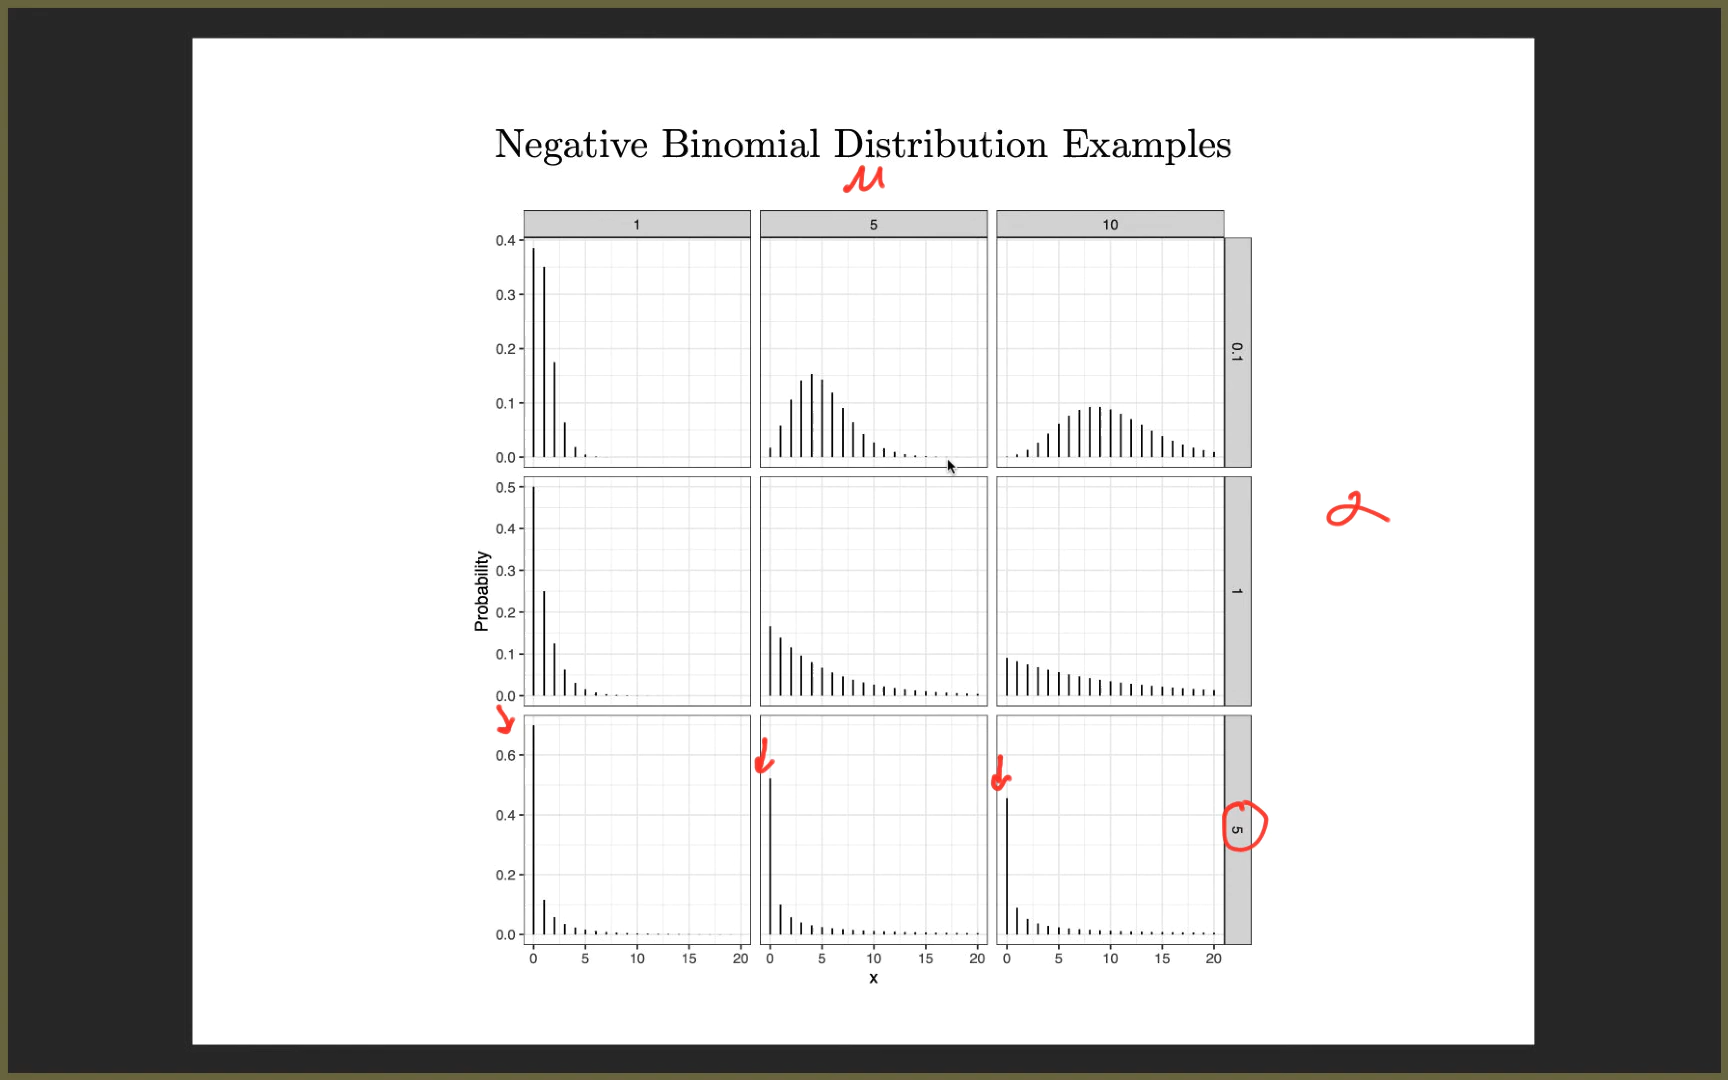 Negative Binomial Distribution Examples
μ
1 5 10
0.4
0.3
0.2
0.1
0.0
0.1
0.5
0.4
0.3
0.2
0.1
0.0
1
α
Probability
0.6
0.4
0.2
0.0
5
0 5 10 15 20 0 5 10 15 20 0 5 10 15 20
x